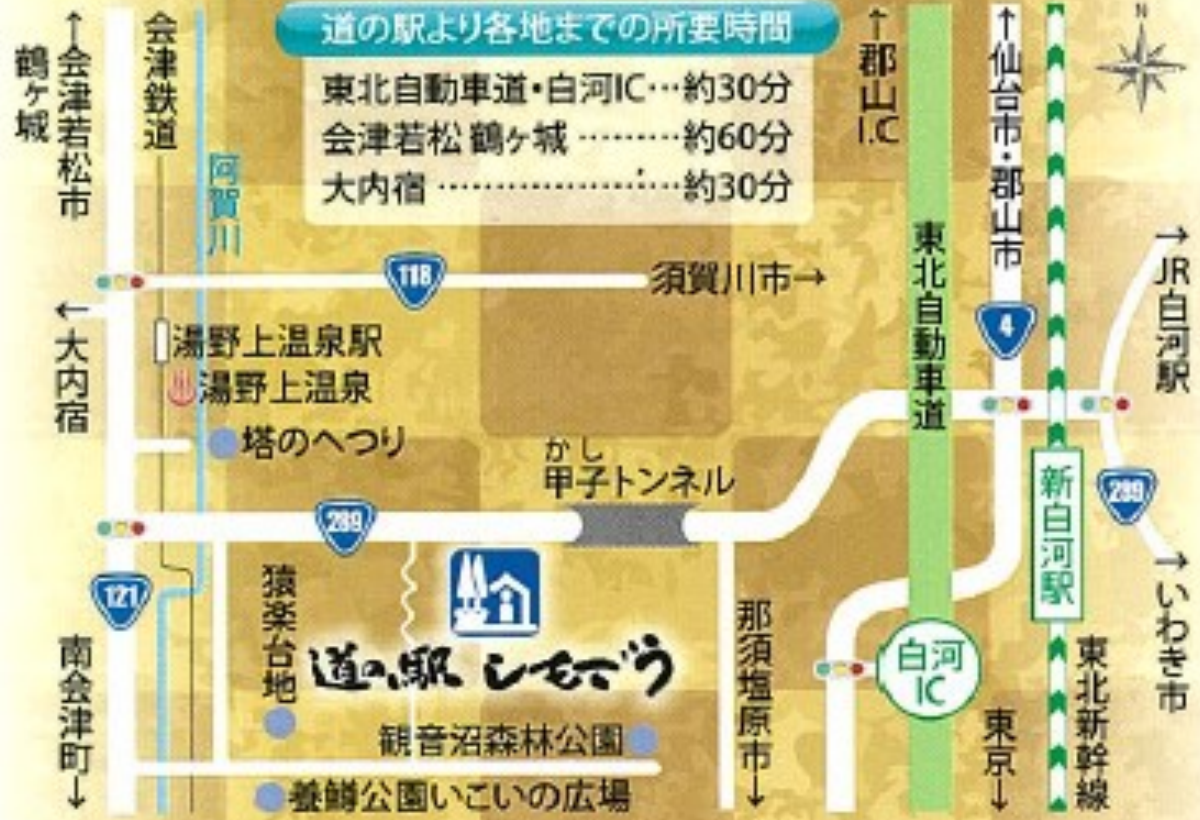 道の駅より各地までの所要時間
東北自動車道・白河IC…約30分
会津若松 鶴ヶ城 ………約60分
大内宿 ………………約30分
↑会津若松市
鶴ヶ城
会津鉄道
阿賀川
↑郡山I.C
↑仙台市・郡山市
N
118
須賀川市→
東北自動車道
4
→JR白河駅
←大内宿
湯野上温泉駅
湯野上温泉
塔のへつり
かし
甲子トンネル
289
289
新白河駅
121
猿楽台地
道の駅 しもごう
那須塩原市↓
白河
IC
→いわき市
南会津町↓
観音沼森林公園
養鱒公園いこいの広場
東京↓
東北新幹線